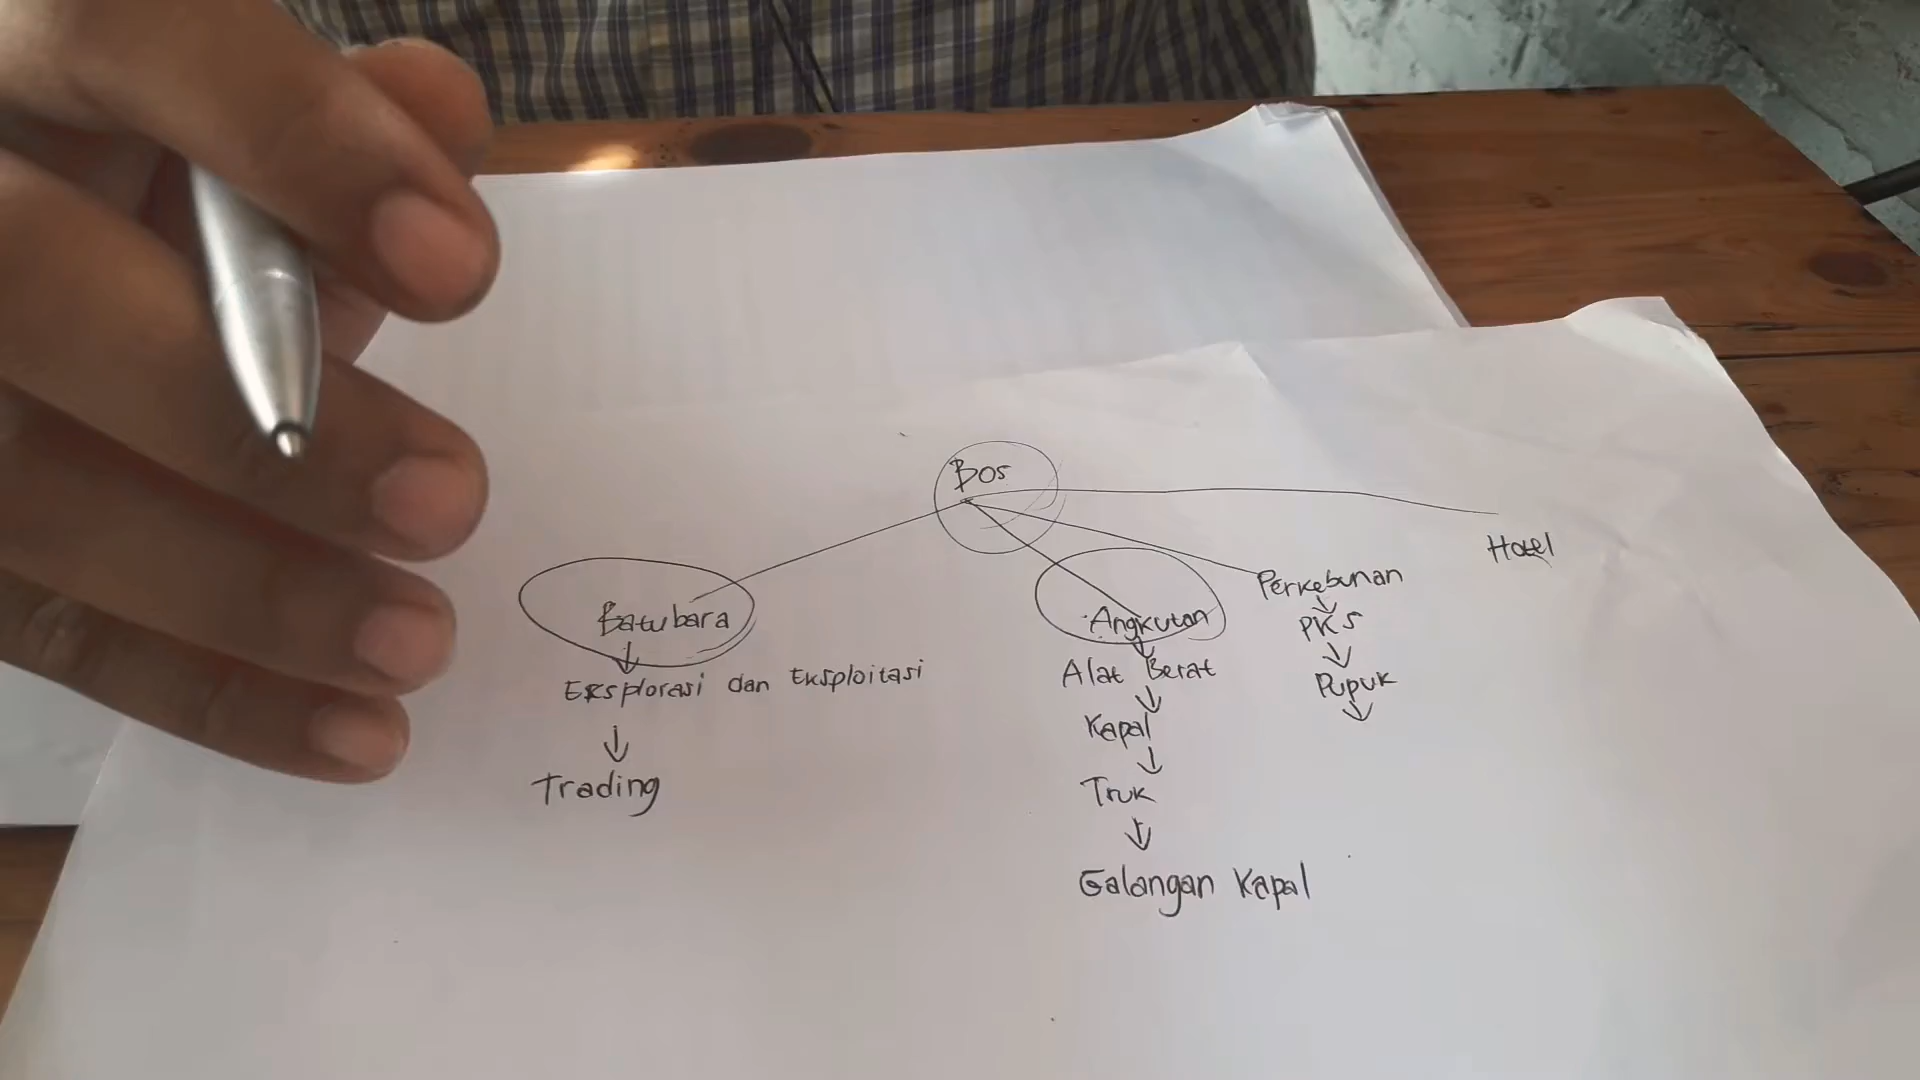 Bos
Hotel
Batubara
Eksplorasi dan Eksploitasi
Trading
Angkutan
Alat Berat
Kapal
Truk
Galangan Kapal
Perkebunan
PKS
Pupuk